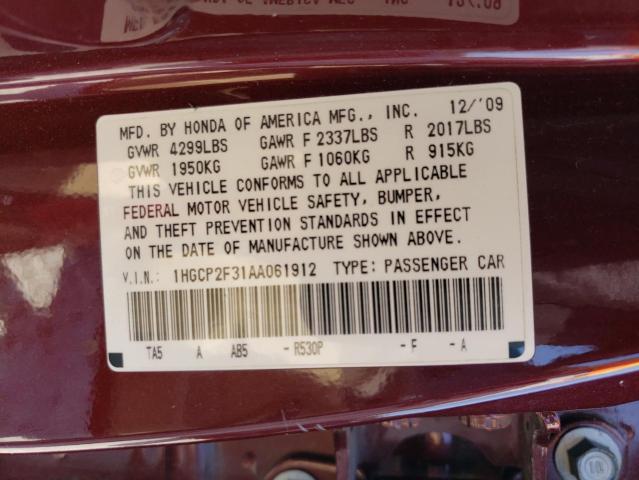 MFD. BY HONDA OF AMERICA MFG., INC. 12/'09
GVWR 4299LBS GAWR F 2337LBS R 2017LBS
GVWR 1950KG GAWR F 1060KG R 915KG
THIS VEHICLE CONFORMS TO ALL APPLICABLE
FEDERAL MOTOR VEHICLE SAFETY, BUMPER,
AND THEFT PREVENTION STANDARDS IN EFFECT
ON THE DATE OF MANUFACTURE SHOWN ABOVE.
V.I.N.: 1HGCP2F31AA061912 TYPE: PASSENGER CAR
TA5 A AB5 -R530P -F -A